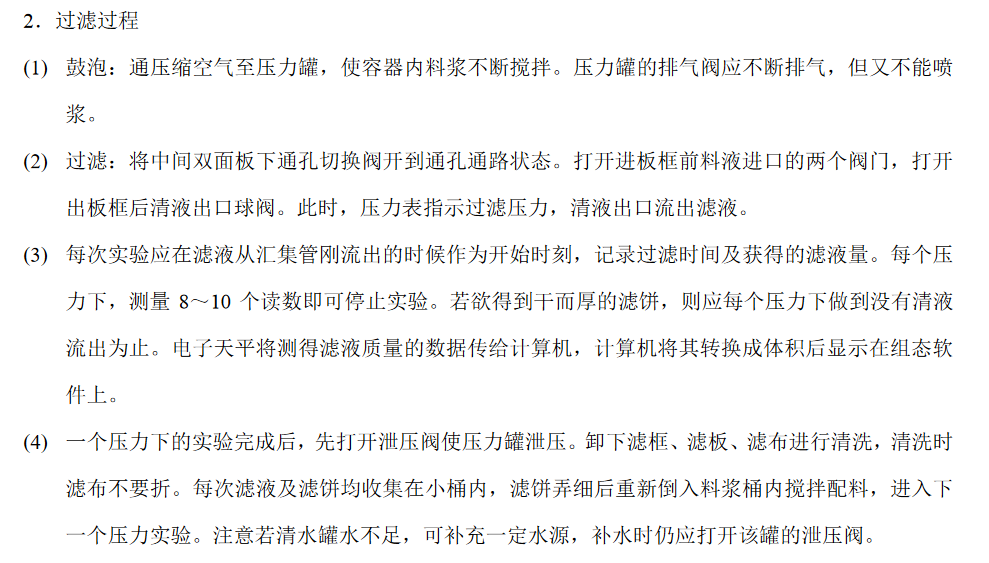 2．过滤过程
(1) 鼓泡：通压缩空气至压力罐，使容器内料浆不断搅拌。压力罐的排气阀应不断排气，但又不能喷
浆。
(2) 过滤：将中间双面板下通孔切换阀开到通孔通路状态。打开进板框前料液进口的两个阀门，打开
出板框后清液出口球阀。此时，压力表指示过滤压力，清液出口流出滤液。
(3) 每次实验应在滤液从汇集管刚流出的时候作为开始时刻，记录过滤时间及获得的滤液量。每个压
力下，测量 8～10 个读数即可停止实验。若欲得到干而厚的滤饼，则应每个压力下做到没有清液
流出为止。电子天平将测得滤液质量的数据传给计算机，计算机将其转换成体积后显示在组态软
件上。
(4) 一个压力下的实验完成后，先打开泄压阀使压力罐泄压。卸下滤框、滤板、滤布进行清洗，清洗时
滤布不要折。每次滤液及滤饼均收集在小桶内，滤饼弄细后重新倒入料浆桶内搅拌配料，进入下
一个压力实验。注意若清水罐水不足，可补充一定水源，补水时仍应打开该罐的泄压阀。